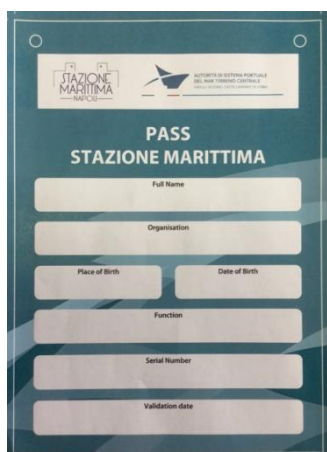 STAZIONE
MARITTIMA
NAPOLI
AUTORITÀ DI SISTEMA PORTUALE
DEL MAR TIRRENO CENTRALE
PASS
STAZIONE MARITTIMA
Full Name
Organisation
Place of Birth
Date of Birth
Function
Serial Number
Validation date